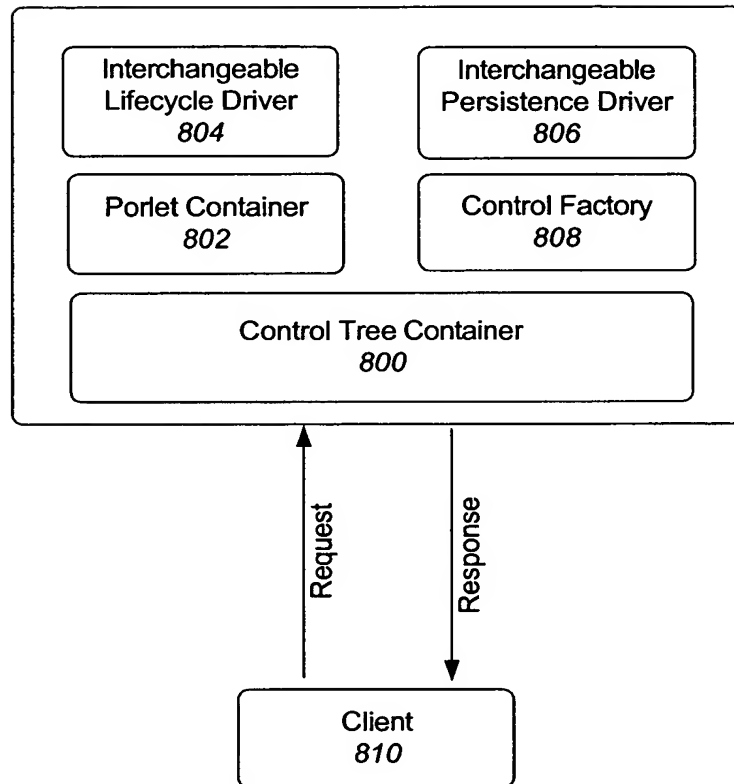 Interchangeable
Lifecycle Driver
804
Interchangeable
Persistence Driver
806
Porlet Container
802
Control Factory
808
Control Tree Container
800
Request
Response
Client
810